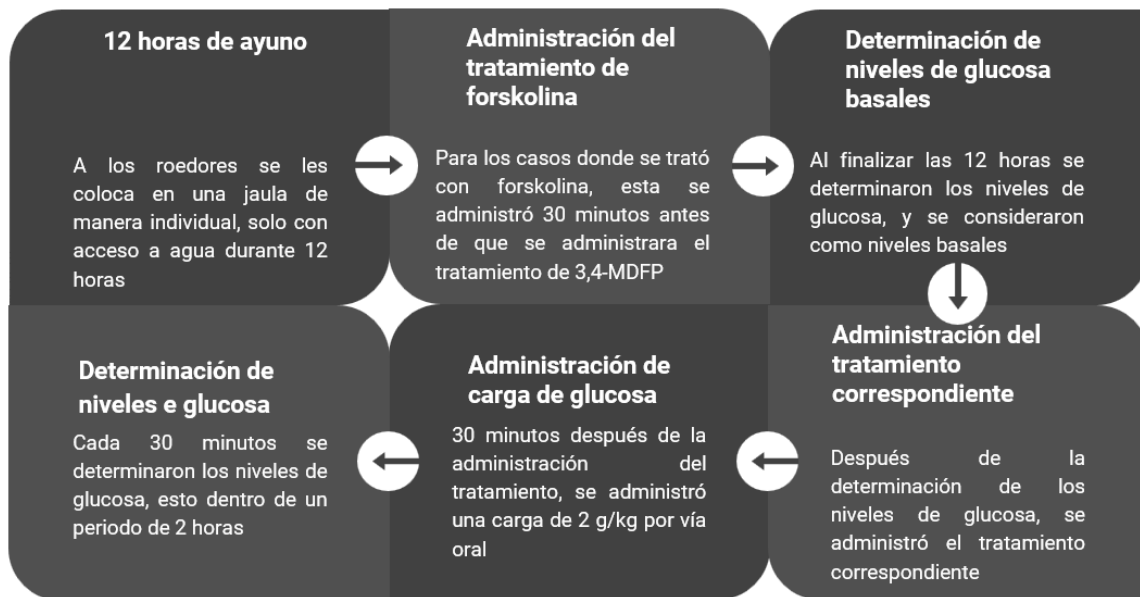 12 horas de ayuno
A los roedores se les
coloca en una jaula de
manera individual, solo con
acceso a agua durante 12
horas
Administración del
tratamiento de
forskolina
Para los casos donde se trató
con forskolina, esta se
administró 30 minutos antes
de que se administrara el
tratamiento de 3,4-MDFP
Determinación de
niveles de glucosa
basales
Al finalizar las 12 horas se
determinaron los niveles de
glucosa, y se consideraron
como niveles basales
Administración del
tratamiento
correspondiente
Después de la
determinación de los
niveles de glucosa, se
administró el tratamiento
correspondiente
Administración de
carga de glucosa
30 minutos después de la
administración del
tratamiento, se administró
una carga de 2 g/kg por vía
oral
Determinación de
niveles e glucosa
Cada 30 minutos se
determinaron los niveles de
glucosa, esto dentro de un
periodo de 2 horas